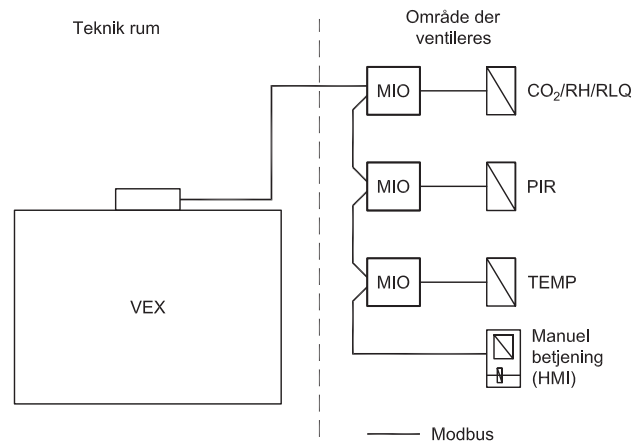 Teknik rum
Område der
ventileres
MIO
CO₂/RH/RLQ
MIO
PIR
VEX
MIO
TEMP
Manuel
betjening
(HMI)
Modbus